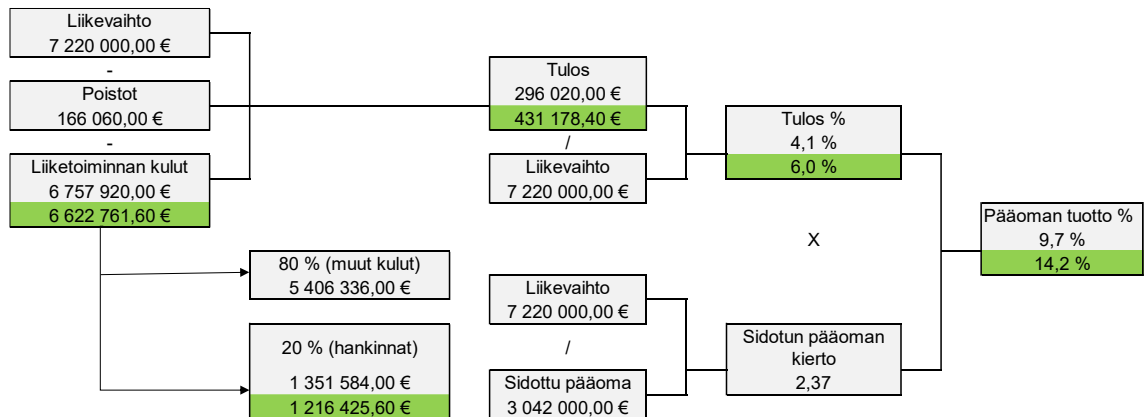 Liikevaihto
7 220 000,00 €
-
Poistot
166 060,00 €
-
Liiketoiminnan kulut
6 757 920,00 €
6 622 761,60 €
80 % (muut kulut)
5 406 336,00 €
20 % (hankinnat)
1 351 584,00 €
1 216 425,60 €
Tulos
296 020,00 €
431 178,40 €
/
Liikevaihto
7 220 000,00 €
Liikevaihto
7 220 000,00 €
/
Sidottu pääoma
3 042 000,00 €
Tulos %
4,1 %
6,0 %
X
Sidotun pääoman
kierto
2,37
Pääoman tuotto %
9,7 %
14,2 %